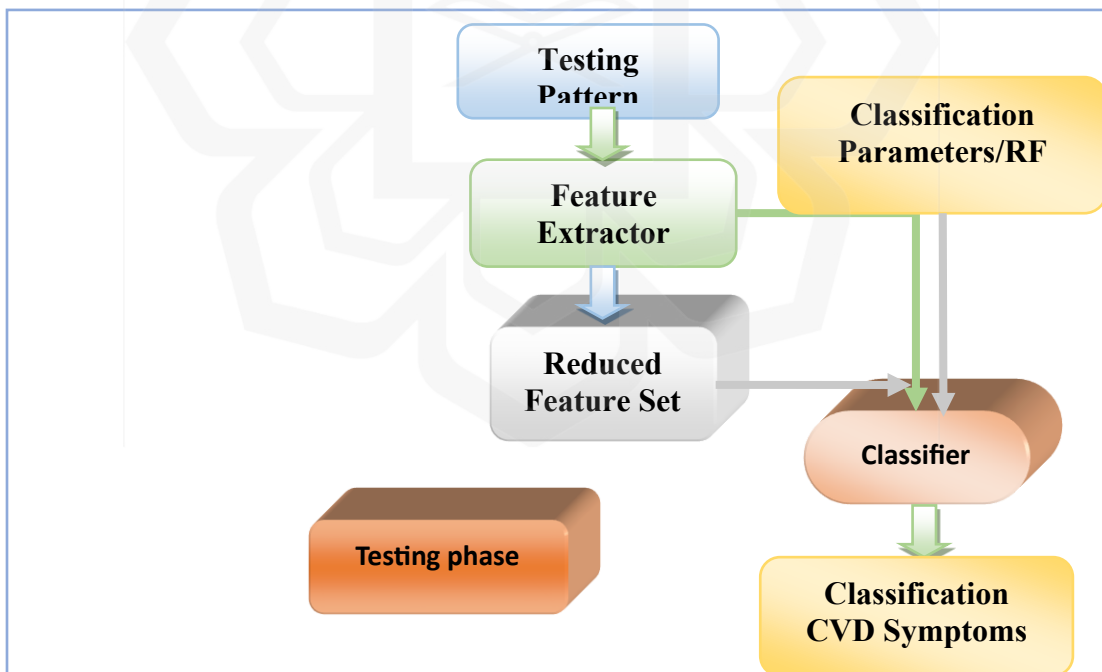 Testing
Pattern
Classification
Parameters/RF
Feature
Extractor
Reduced
Feature Set
Classifier
Testing phase
Classification
CVD Symptoms